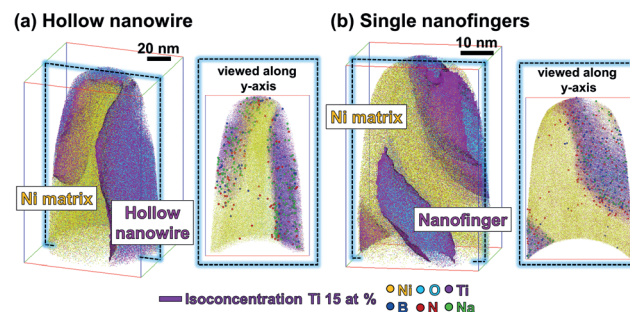 (a) Hollow nanowire
20 nm
viewed along
y-axis
Ni matrix
Hollow
nanowire
(b) Single nanofingers
10 nm
viewed along
y-axis
Ni matrix
Nanofinger
Isoconcentration Ti 15 at %
Ni O Ti
B N Na